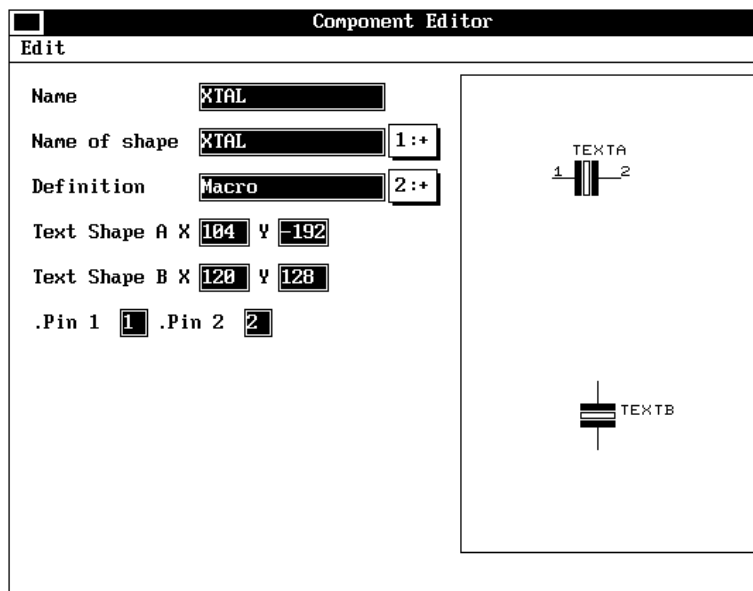 Component Editor
Edit
Name XTAL
Name of shape XTAL 1:+
Definition Macro 2:+
Text Shape A X 104 Y -192
Text Shape B X 120 Y 128
.Pin 1 1 .Pin 2 2
TEXTA
1 2
TEXTB